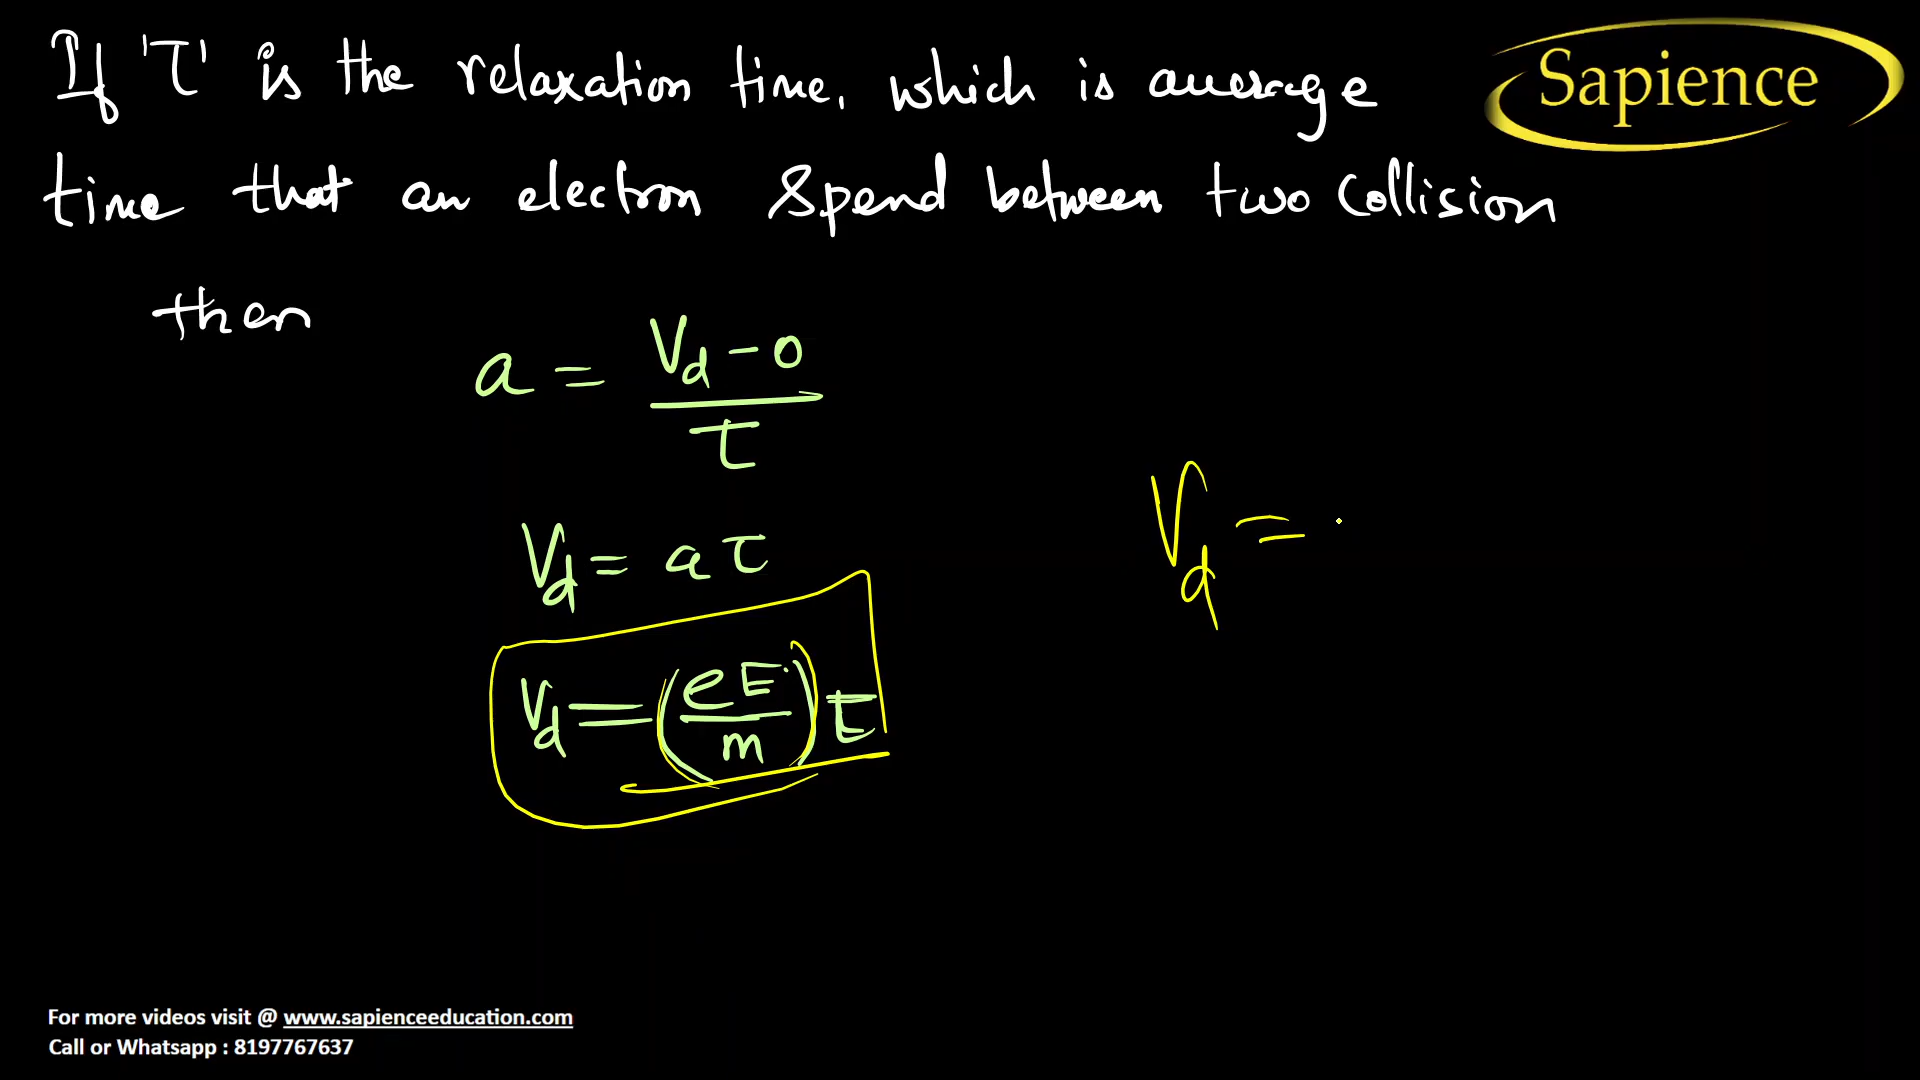 If 'τ' is the relaxation time, which is average
Sapience
time that an electron spend between two collision
then
a = (Vd - 0)/τ
Vd = aτ
Vd = (eE/m) τ
Vd =
For more videos visit @ www.sapienceeducation.com
Call or Whatsapp : 8197767637